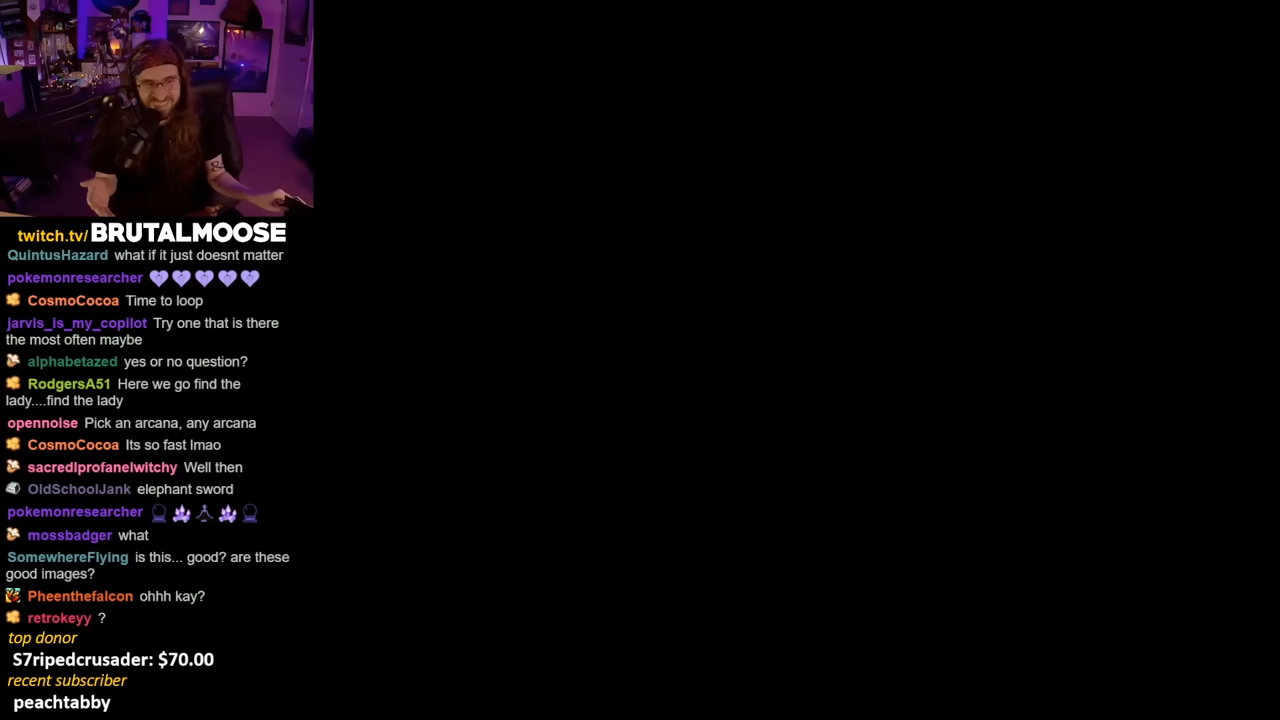 twitch.tv/BRUTALMOOSE
QuintusHazard what if it just doesnt matter
pokemonresearcher
CosmoCocoa Time to loop
jarvis_is_my_copilot Try one that is there
the most often maybe
alphabetazed yes or no question?
RodgersA51 Here we go find the
lady....find the lady
opennoise Pick an arcana, any arcana
CosmoCocoa Its so fast lmao
sacredlprofanelwitchy Well then
OldSchoolJank elephant sword
pokemonresearcher
mossbadger what
SomewhereFlying is this... good? are these
good images?
Pheenthefalcon ohhh kay?
retrokeyy ?
top donor
S7ripedcrusader: $70.00
recent subscriber
peachtabby